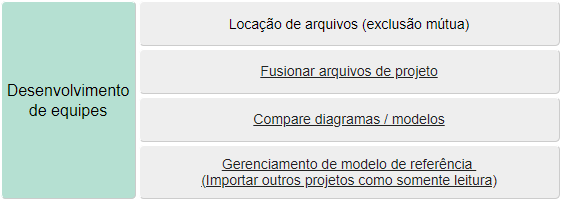 Desenvolvimento
de equipes
Locação de arquivos (exclusão mútua)
Fusionar arquivos de projeto
Compare diagramas / modelos
Gerenciamento de modelo de referência
(Importar outros projetos como somente leitura)